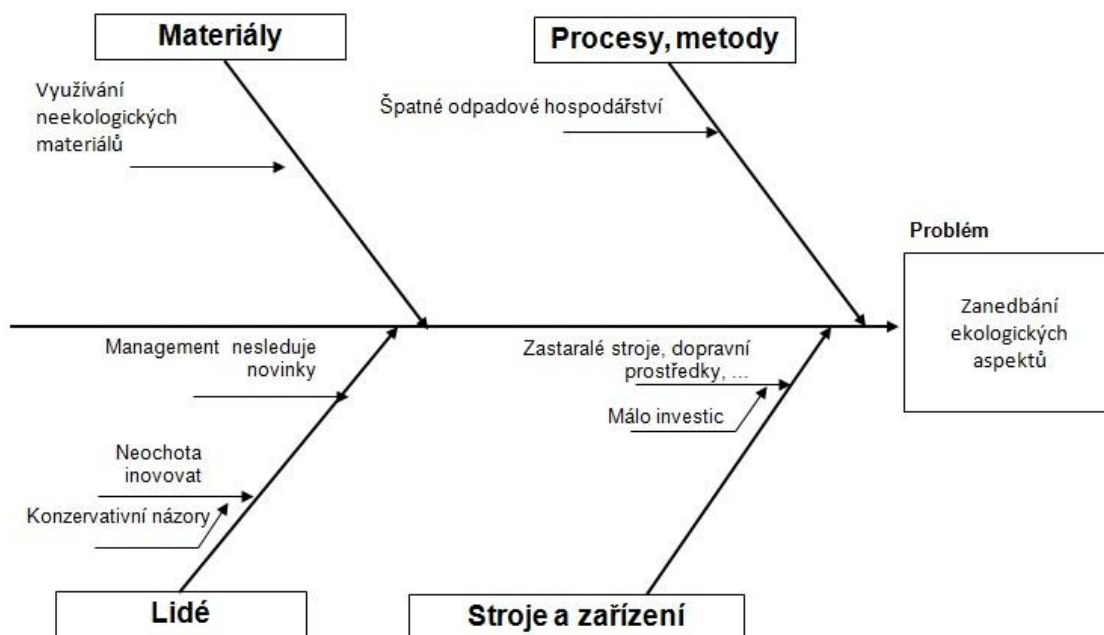 Materiály
Procesy, metody
Využívání
neekologických
materiálů
Špatné odpadové hospodářství
Problém
Zanedbání
ekologických
aspektů
Management nesleduje
novinky
Zastaralé stroje, dopravní
prostředky, ...
Málo investic
Neochota
inovovat
Konzervativní názory
Lidé
Stroje a zařízení